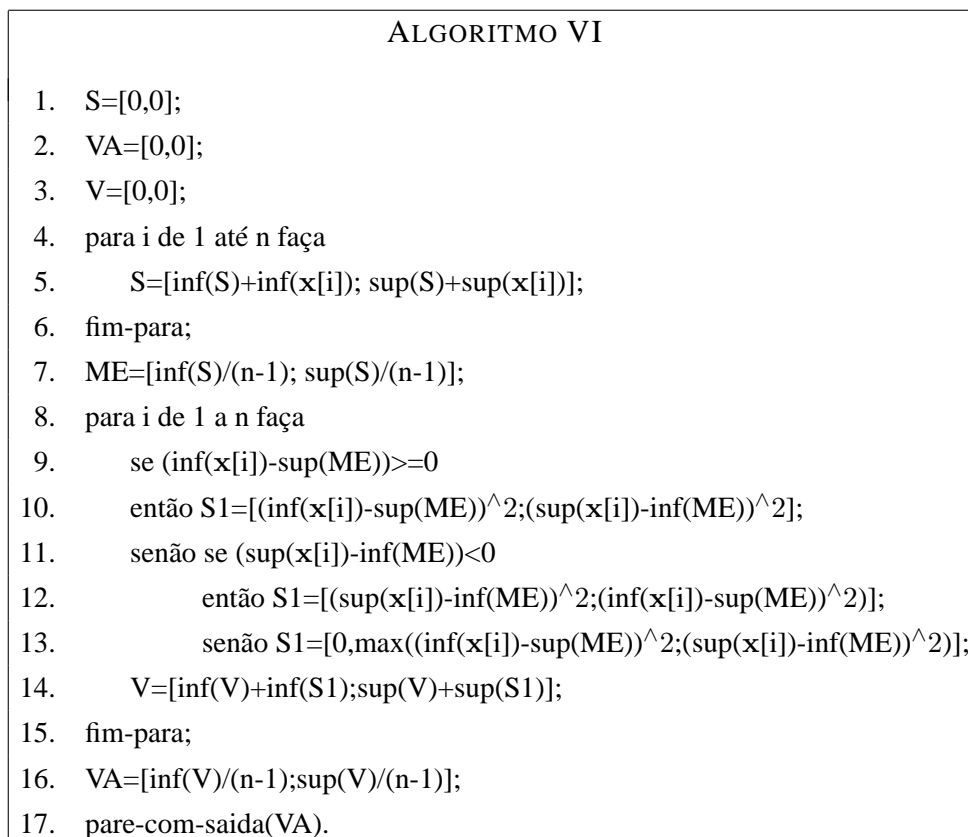 ALGORITMO VI
1. S=[0,0];
2. VA=[0,0];
3. V=[0,0];
4. para i de 1 até n faça
5. S=[inf(S)+inf(x[i]); sup(S)+sup(x[i])];
6. fim-para;
7. ME=[inf(S)/(n-1); sup(S)/(n-1)];
8. para i de 1 a n faça
9. se (inf(x[i])-sup(ME))>=0
10. então S1=[(inf(x[i])-sup(ME))^2;(sup(x[i])-inf(ME))^2];
11. senão se (sup(x[i])-inf(ME))<0
12. então S1=[(sup(x[i])-inf(ME))^2;(inf(x[i])-sup(ME))^2)];
13. senão S1=[0,max((inf(x[i])-sup(ME))^2;(sup(x[i])-inf(ME))^2)];
14. V=[inf(V)+inf(S1);sup(V)+sup(S1)];
15. fim-para;
16. VA=[inf(V)/(n-1);sup(V)/(n-1)];
17. pare-com-saida(VA).